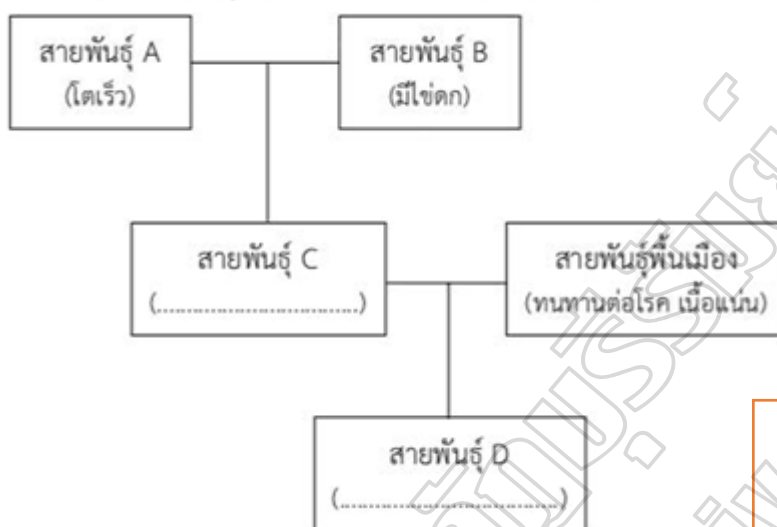 สายพันธุ์ A
(โตเร็ว)
สายพันธุ์ B
(มีไข่ดก)
สายพันธุ์ C
(.....................................)
สายพันธุ์พื้นเมือง
(ทนทานต่อโรค เนื้อแน่น)
สายพันธุ์ D
(.........................................)